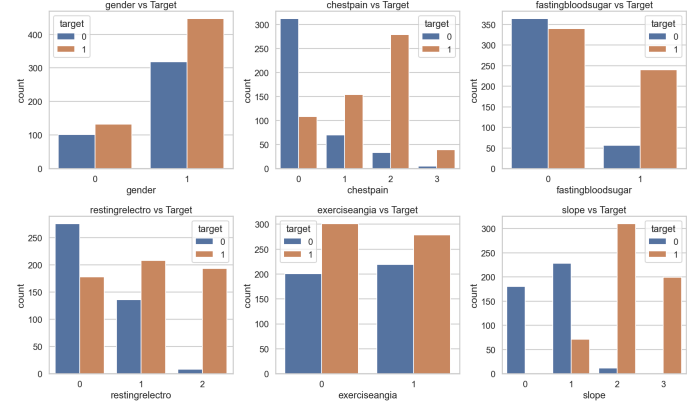 gender vs Target
target
0
1
400
300
200
100
0
count
0 1
gender
chestpain vs Target
target
0
1
300
250
200
150
100
50
0
count
0 1 2 3
chestpain
fastingbloodsugar vs Target
target
0
1
350
300
250
200
150
100
50
0
count
0 1
fastingbloodsugar
restingrelectro vs Target
target
0
1
250
200
150
100
50
0
count
0 1 2
restingrelectro
exerciseangia vs Target
target
0
1
300
250
200
150
100
50
0
count
0 1
exerciseangia
slope vs Target
target
0
1
300
250
200
150
100
50
0
count
0 1 2 3
slope